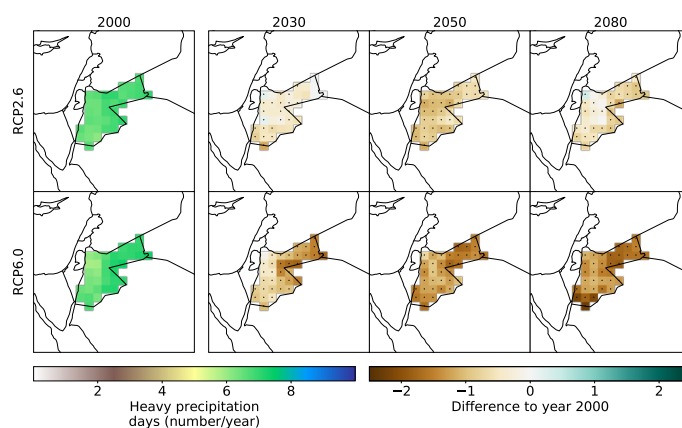 2000 2030 2050 2080
RCP2.6
RCP6.0
2 4 6 8
Heavy precipitation
days (number/year)
−2 −1 0 1 2
Difference to year 2000